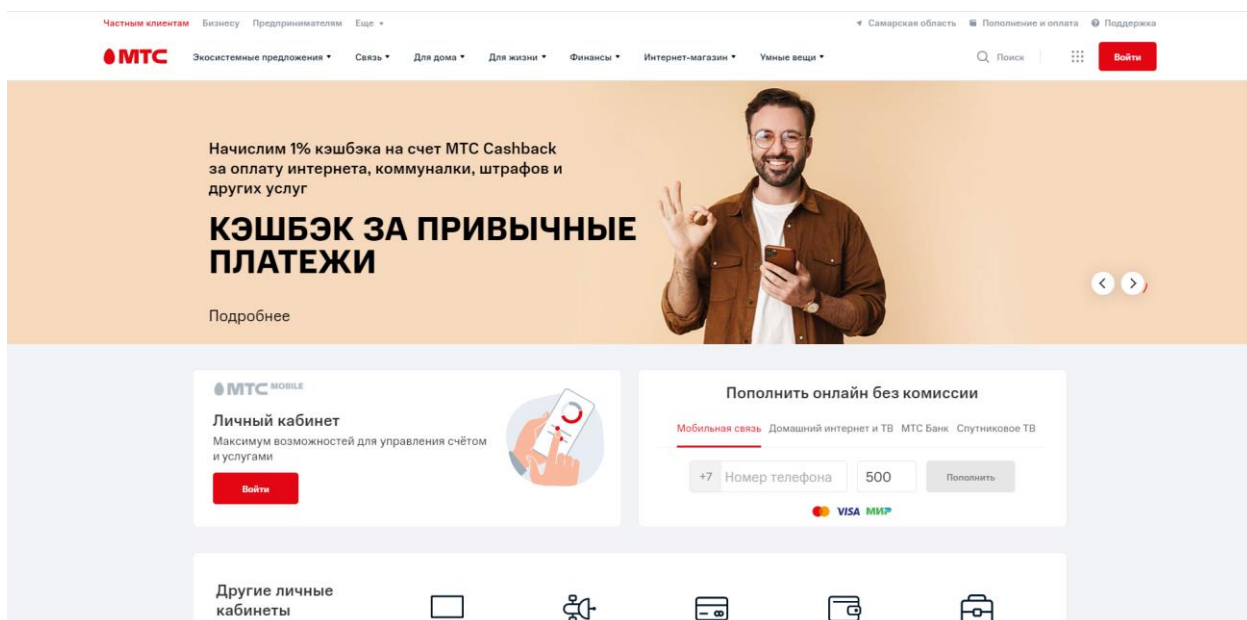 Частным клиентам Бизнесу Предпринимателям Еще
Самарская область Пополнение и оплата Поддержка
МТС
Экосистемные предложения Связь Для дома Для жизни Финансы Интернет-магазин Умные вещи
Поиск
Войти
Начислим 1% кэшбэка на счет МТС Cashback
за оплату интернета, коммуналки, штрафов и
других услуг
КЭШБЭК ЗА ПРИВЫЧНЫЕ
ПЛАТЕЖИ
Подробнее
МТС MOBILE
Личный кабинет
Максимум возможностей для управления счётом
и услугами
Войти
Пополнить онлайн без комиссии
Мобильная связь Домашний интернет и ТВ МТС Банк Спутниковое ТВ
+7 Номер телефона 500 Пополнить
VISA МИР
Другие личные
кабинеты